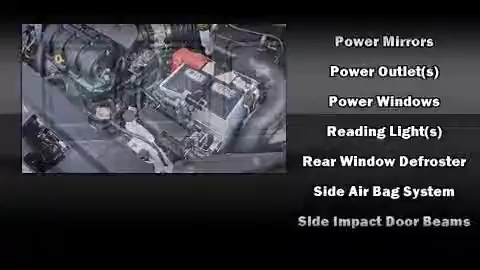 Power Mirrors
Power Outlet(s)
Power Windows
Reading Light(s)
Rear Window Defroster
Side Air Bag System
Side Impact Door Beams